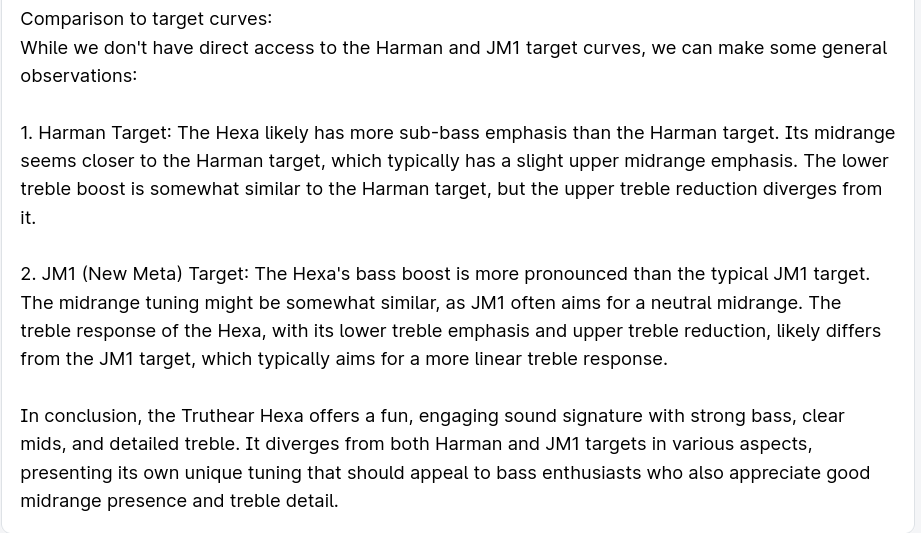 Comparison to target curves:
While we don't have direct access to the Harman and JM1 target curves, we can make some general
observations:
1. Harman Target: The Hexa likely has more sub-bass emphasis than the Harman target. Its midrange
seems closer to the Harman target, which typically has a slight upper midrange emphasis. The lower
treble boost is somewhat similar to the Harman target, but the upper treble reduction diverges from
it.
2. JM1 (New Meta) Target: The Hexa's bass boost is more pronounced than the typical JM1 target.
The midrange tuning might be somewhat similar, as JM1 often aims for a neutral midrange. The
treble response of the Hexa, with its lower treble emphasis and upper treble reduction, likely differs
from the JM1 target, which typically aims for a more linear treble response.
In conclusion, the Truthear Hexa offers a fun, engaging sound signature with strong bass, clear
mids, and detailed treble. It diverges from both Harman and JM1 targets in various aspects,
presenting its own unique tuning that should appeal to bass enthusiasts who also appreciate good
midrange presence and treble detail.